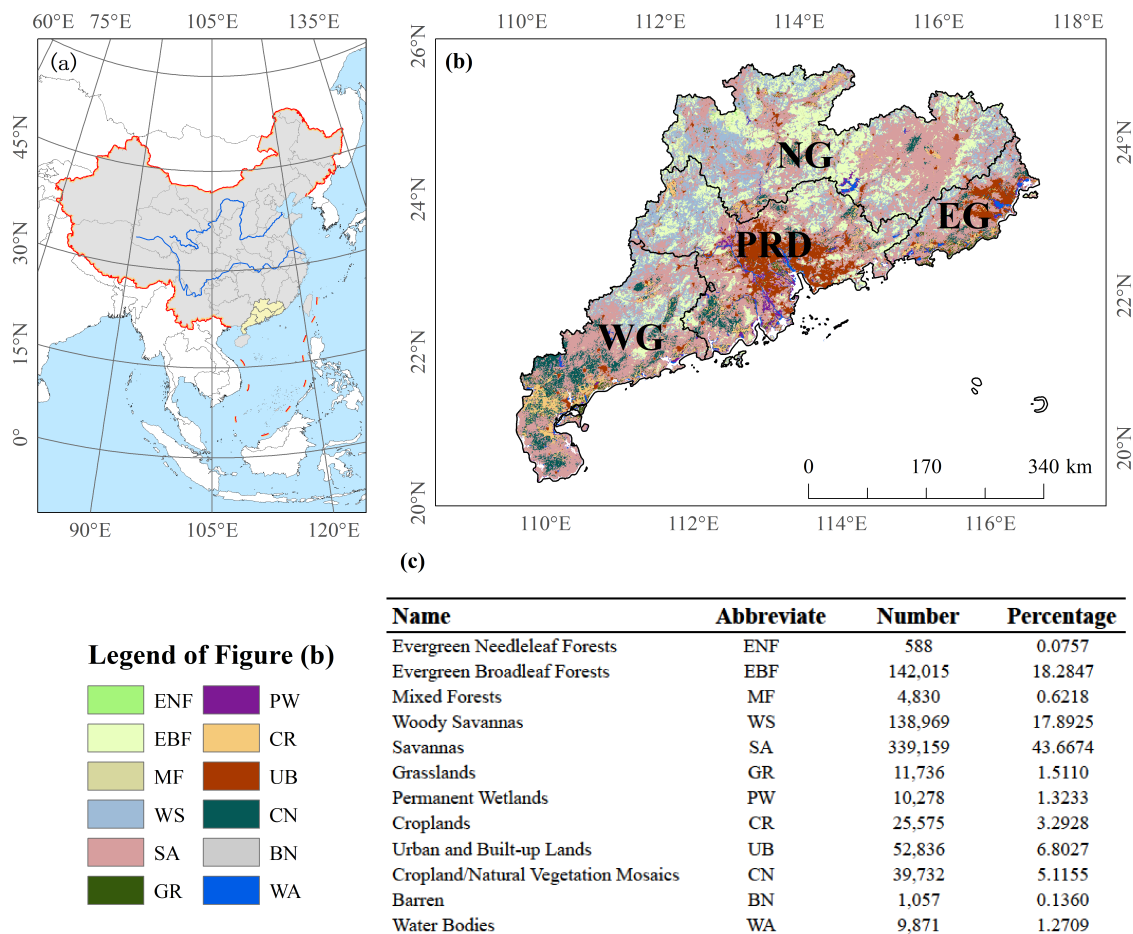 60°E 75°E 105°E 135°E
(a)
45°N
30°N
15°N
0°
90°E 105°E 120°E
110°E 112°E 114°E 116°E 118°E
26°N
(b)
24°N
24°N
NG
EG
PRD
22°N
WG
22°N
20°N
0 170 340 km
20°N
110°E 112°E 114°E 116°E
(c)
Name Abbreviate Number Percentage
Evergreen Needleleaf Forests ENF 588 0.0757
Evergreen Broadleaf Forests EBF 142,015 18.2847
Mixed Forests MF 4,830 0.6218
Woody Savannas WS 138,969 17.8925
Savannas SA 339,159 43.6674
Grasslands GR 11,736 1.5110
Permanent Wetlands PW 10,278 1.3233
Croplands CR 25,575 3.2928
Urban and Built-up Lands UB 52,836 6.8027
Cropland/Natural Vegetation Mosaics CN 39,732 5.1155
Barren BN 1,057 0.1360
Water Bodies WA 9,871 1.2709
Legend of Figure (b)
ENF PW
EBF CR
MF UB
WS CN
SA BN
GR WA